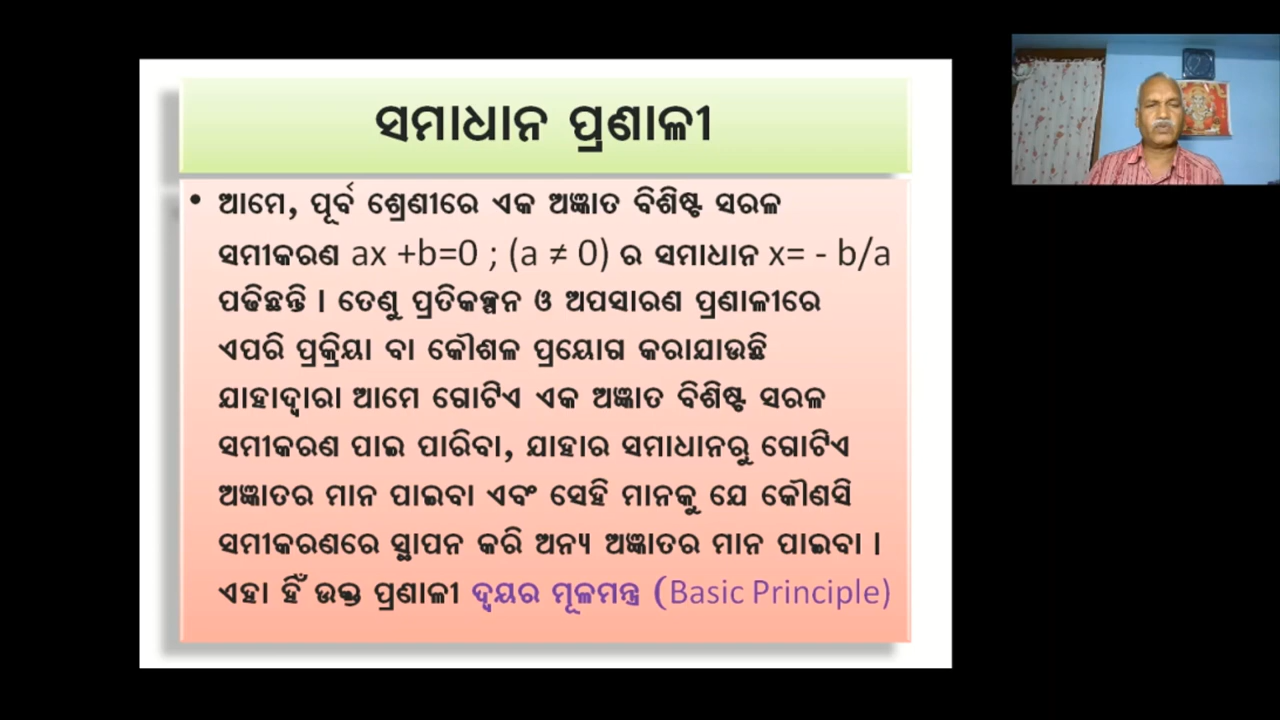 ସମାଧାନ ପ୍ରଣାଳୀ
• ଆମେ, ପୂର୍ବ ଶ୍ରେଣୀରେ ଏକ ଅଜ୍ଞାତ ବିଶିଷ୍ଟ ସରଳ
ସମୀକରଣ ax +b=0 ; (a ≠ 0) ର ସମାଧାନ x= - b/a
ପଢିଛନ୍ତି । ତେଣୁ ପ୍ରତିକଳ୍ପନ ଓ ଅପସାରଣ ପ୍ରଣାଳୀରେ
ଏପରି ପ୍ରକ୍ରିୟା ବା କୌଶଳ ପ୍ରୟୋଗ କରାଯାଉଛି
ଯାହାଦ୍ୱାରା ଆମେ ଗୋଟିଏ ଏକ ଅଜ୍ଞାତ ବିଶିଷ୍ଟ ସରଳ
ସମୀକରଣ ପାଇ ପାରିବା, ଯାହାର ସମାଧାନରୁ ଗୋଟିଏ
ଅଜ୍ଞାତର ମାନ ପାଇବା ଏବଂ ସେହି ମାନକୁ ଯେ କୌଣସି
ସମୀକରଣରେ ସ୍ଥାପନ କରି ଅନ୍ୟ ଅଜ୍ଞାତର ମାନ ପାଇବା ।
ଏହା ହିଁ ଉକ୍ତ ପ୍ରଣାଳୀ ଦ୍ୱୟର ମୂଳମନ୍ତ୍ର (Basic Principle)